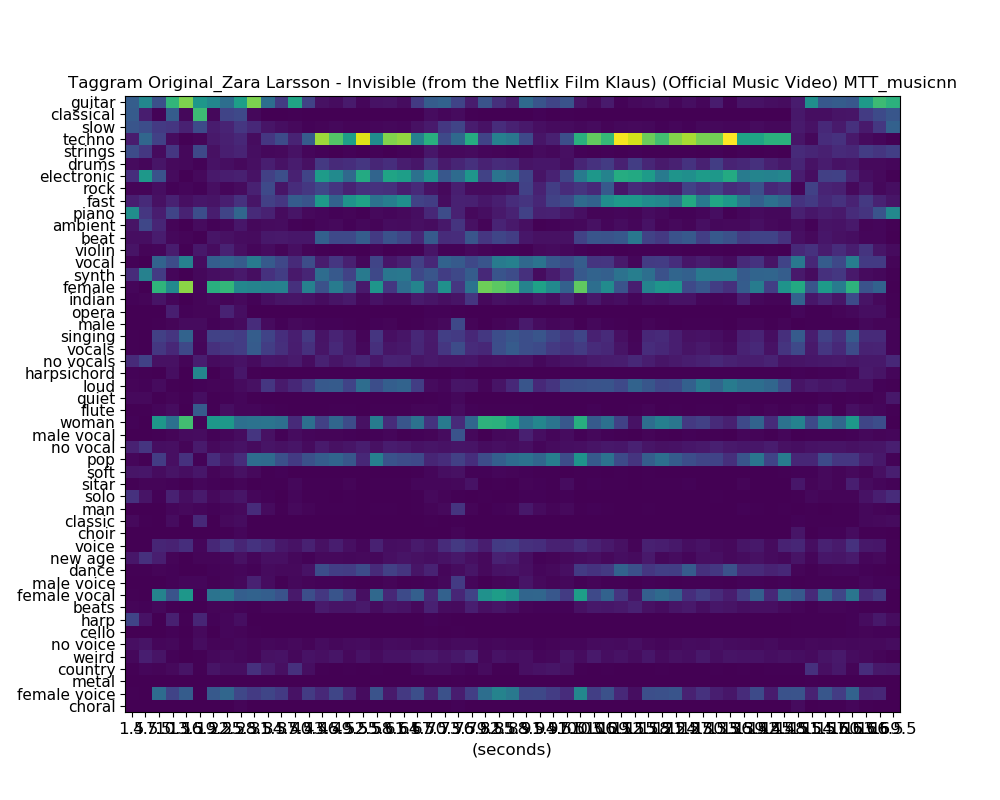 Taggram Original_Zara Larsson - Invisible (from the Netflix Film Klaus) (Official Music Video) MTT_musicnn
guitar
classical
slow
techno
strings
drums
electronic
rock
fast
piano
ambient
beat
violin
vocal
synth
female
indian
opera
male
singing
vocals
no vocals
harpsichord
loud
quiet
flute
woman
male vocal
no vocal
pop
soft
sitar
solo
man
classic
choir
voice
new age
dance
male voice
female vocal
beats
harp
cello
no voice
weird
country
metal
female voice
choral
(seconds)